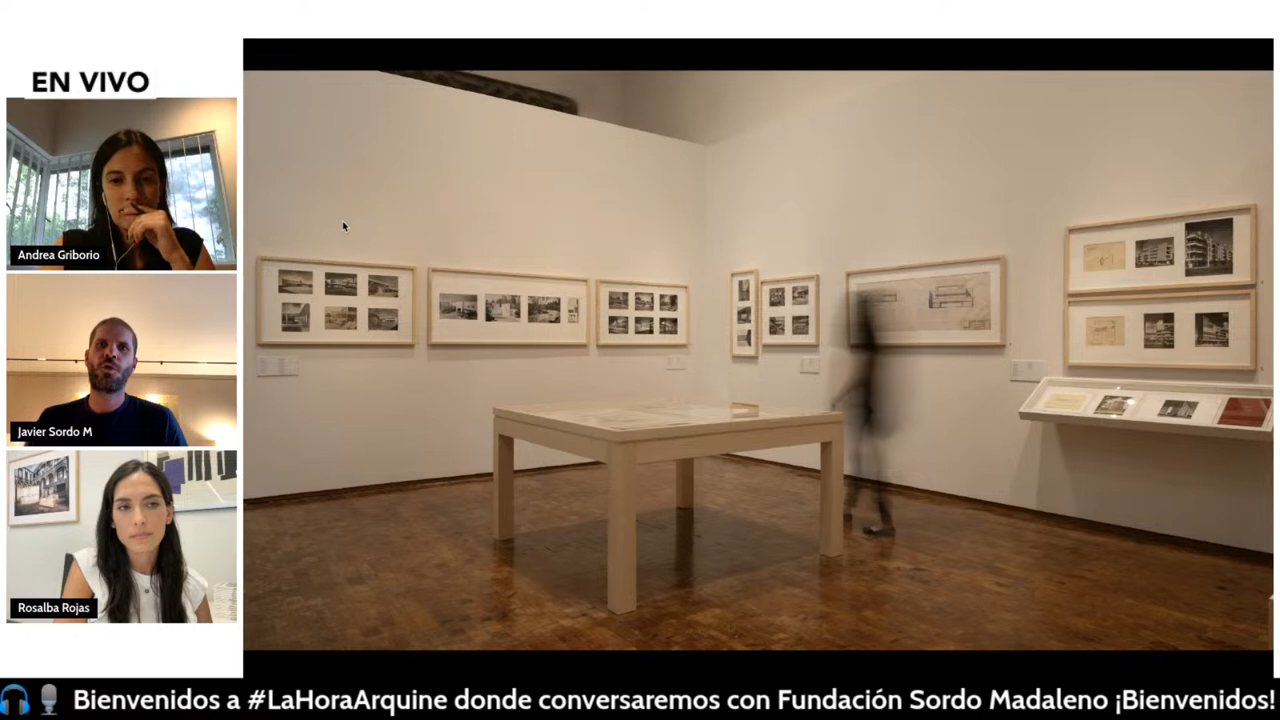 EN VIVO
Andrea Griborio
Javier Sordo M
Rosalba Rojas
Bienvenidos a #LaHoraArquine donde conversaremos con Fundación Sordo Madaleno ¡Bienvenidos!